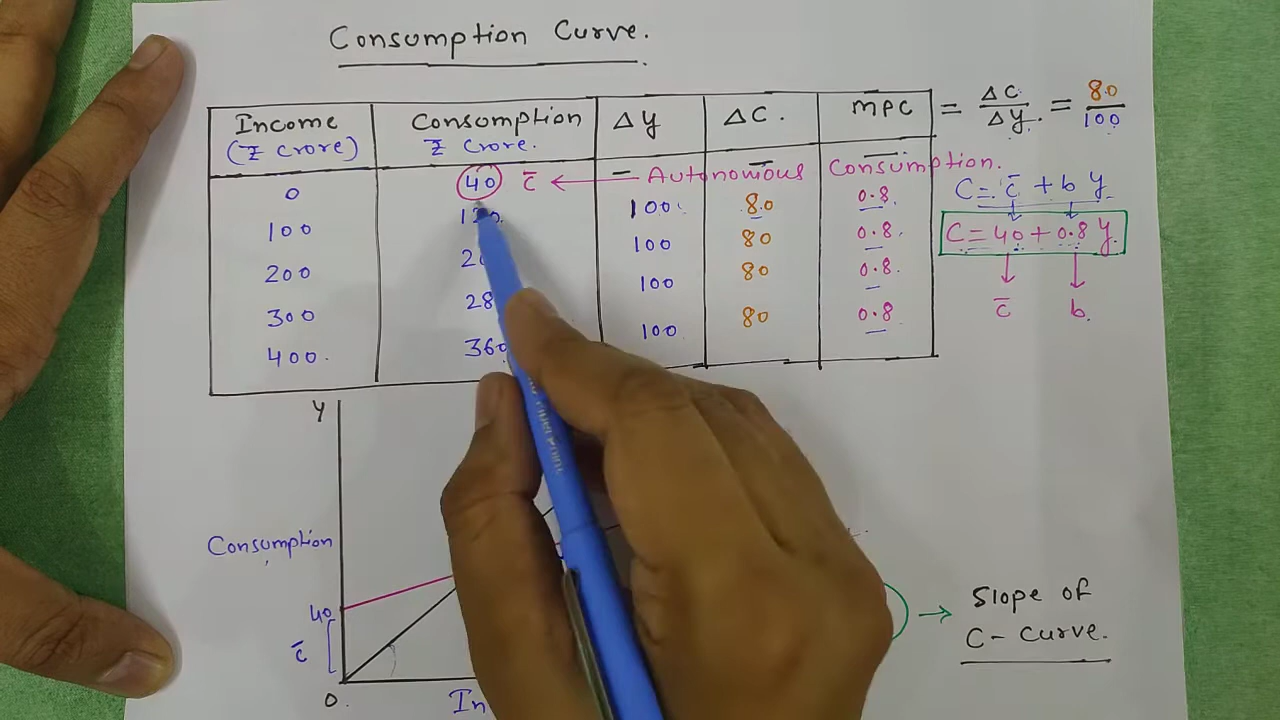 Consumption Curve.
Income Consumption ΔY ΔC. MPC = ΔC/ΔY = 80/100
(₹ crore) ₹ crore.
0 40 c̄ ← – Autonomous – Consumption. –
C = c̄ + b Y
100 100 80 0.8
200 100 80 0.8.
C = 40 + 0.8 Y
300 28 100 80 0.8.
400. 360 100 80 0.8
c̄ b.
Y
Consumption
40
c̄
0.
→ Slope of
C- Curve.